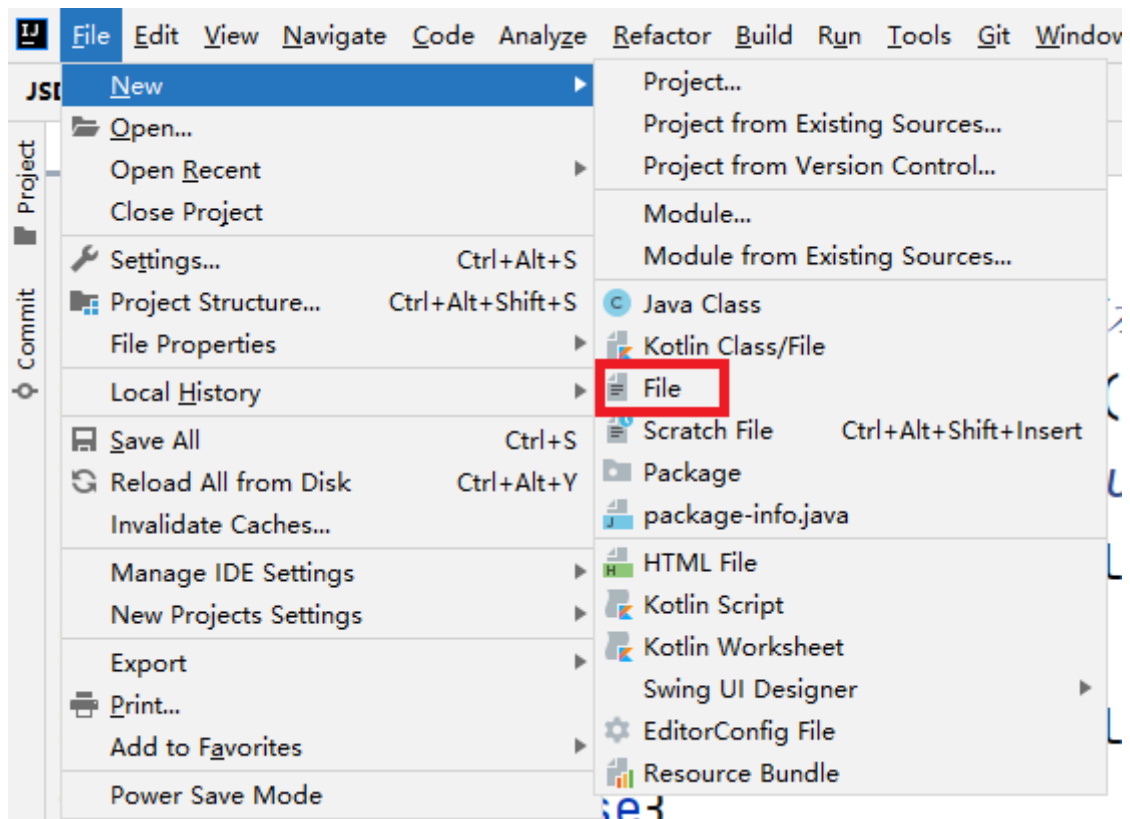 IJ File Edit View Navigate Code Analyze Refactor Build Run Tools Git
New
Open...
Open Recent
Close Project
Settings... Ctrl+Alt+S
Project Structure... Ctrl+Alt+Shift+S
File Properties
Local History
Save All Ctrl+S
Reload All from Disk Ctrl+Alt+Y
Invalidate Caches...
Manage IDE Settings
New Projects Settings
Export
Print...
Add to Favorites
Power Save Mode
Project...
Project from Existing Sources...
Project from Version Control...
Module...
Module from Existing Sources...
Java Class
Kotlin Class/File
File
Scratch File Ctrl+Alt+Shift+Insert
Package
package-info.java
HTML File
Kotlin Script
Kotlin Worksheet
Swing UI Designer
EditorConfig File
Resource Bundle
Project
Commit